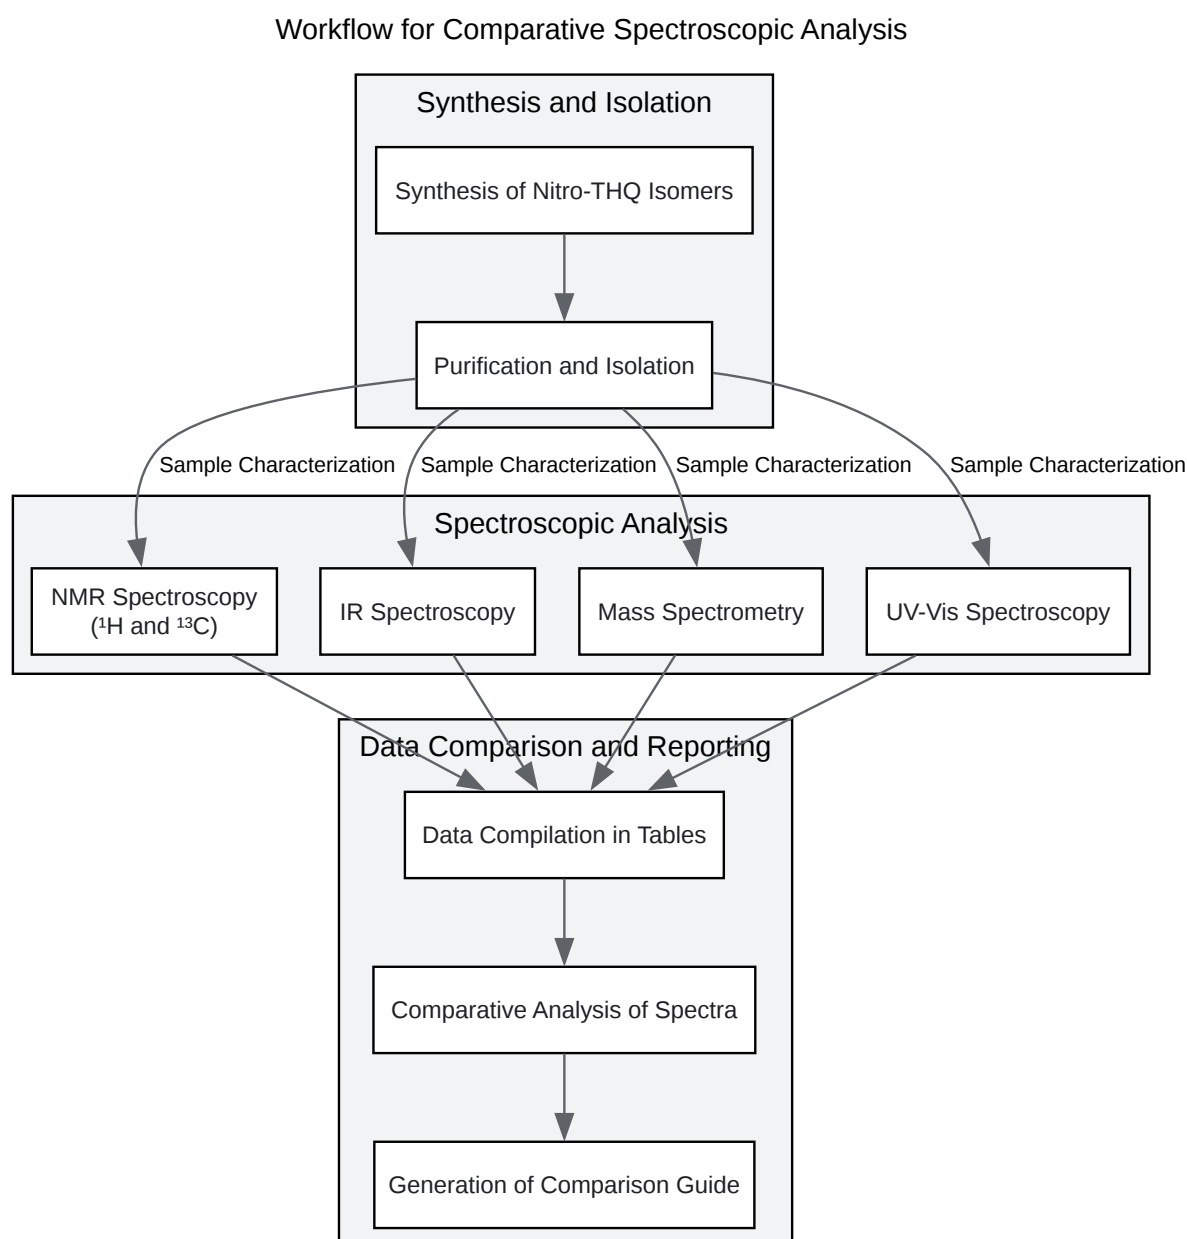 Workflow for Comparative Spectroscopic Analysis
Synthesis and Isolation
Synthesis of Nitro-THQ Isomers
Purification and Isolation
Sample Characterization
Sample Characterization
Sample Characterization
Sample Characterization
Spectroscopic Analysis
NMR Spectroscopy
(¹H and ¹³C)
IR Spectroscopy
Mass Spectrometry
UV-Vis Spectroscopy
Data Comparison and Reporting
Data Compilation in Tables
Comparative Analysis of Spectra
Generation of Comparison Guide